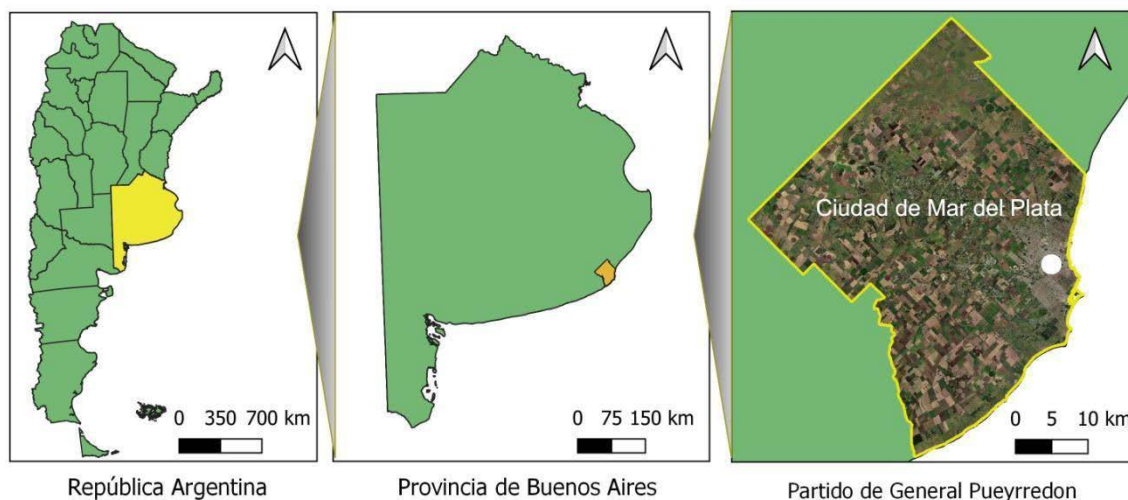 0 350 700 km
República Argentina
0 75 150 km
Provincia de Buenos Aires
Ciudad de Mar del Plata
0 5 10 km
Partido de General Pueyrredon